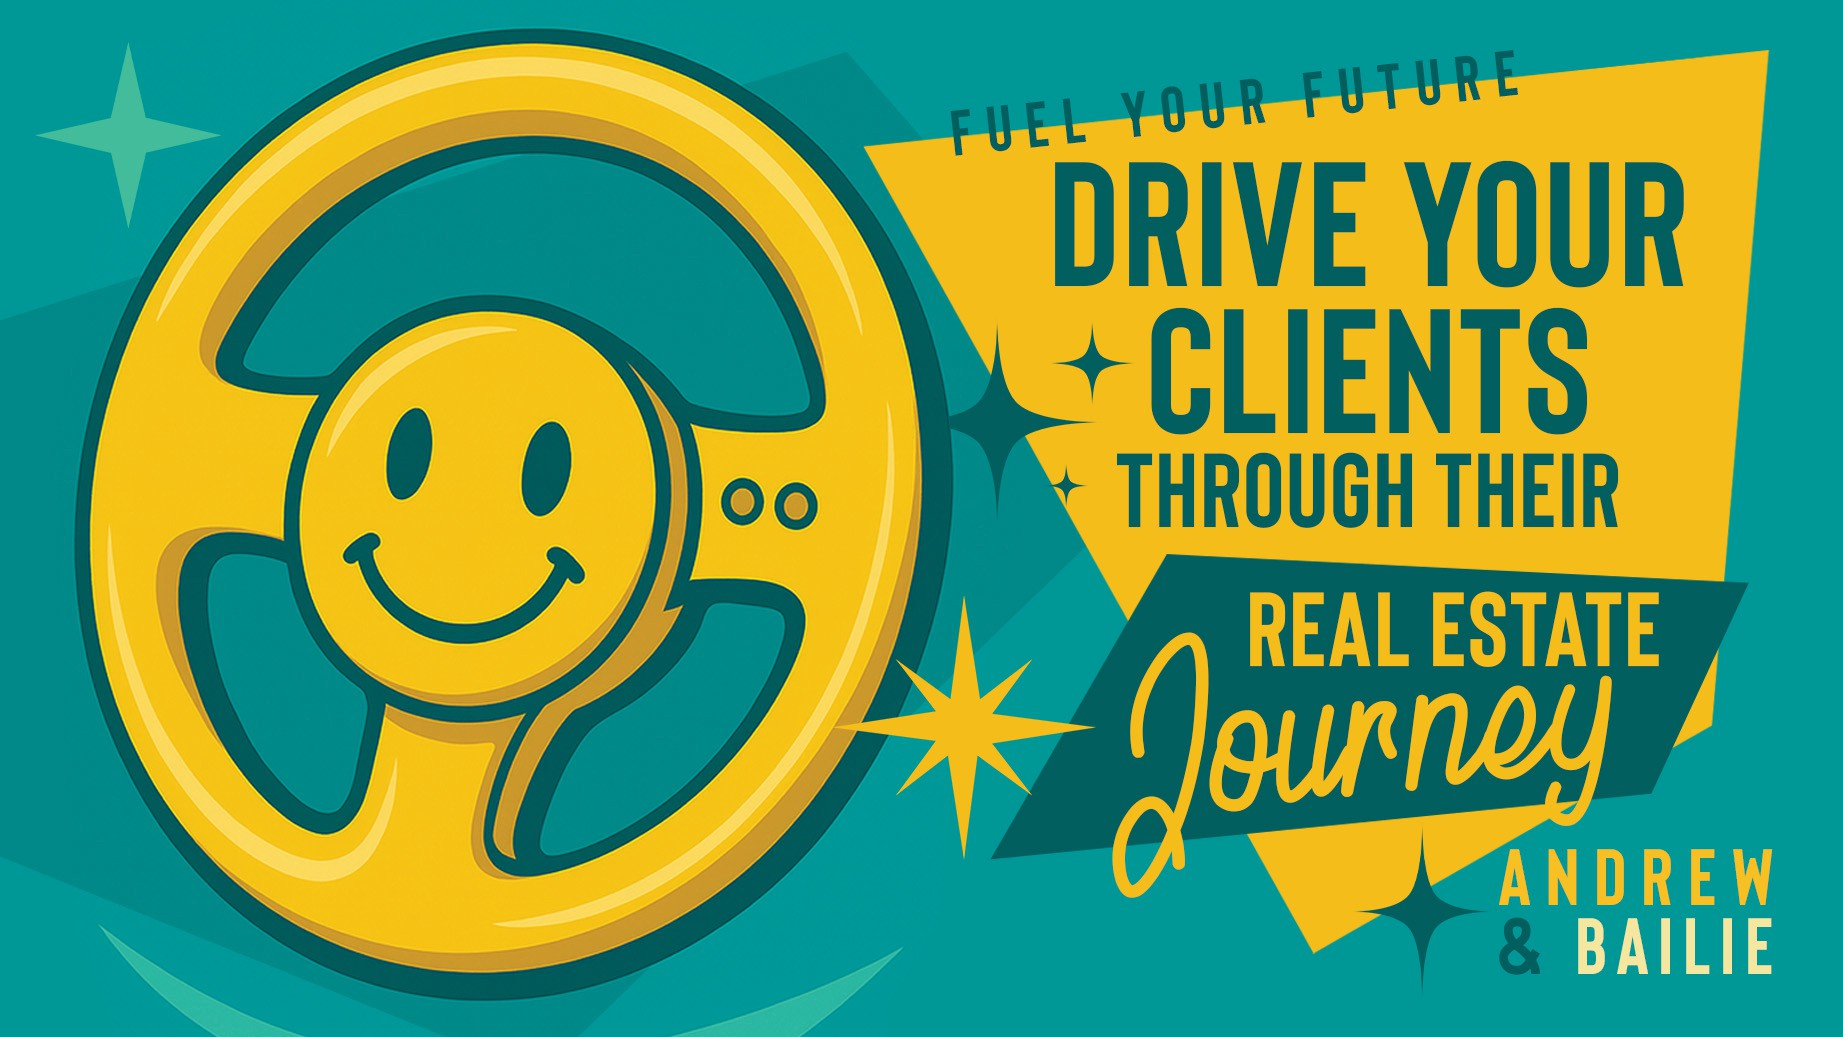 FUEL YOUR FUTURE
DRIVE YOUR
CLIENTS
THROUGH THEIR
REAL ESTATE
Journey
ANDREW
& BAILIE